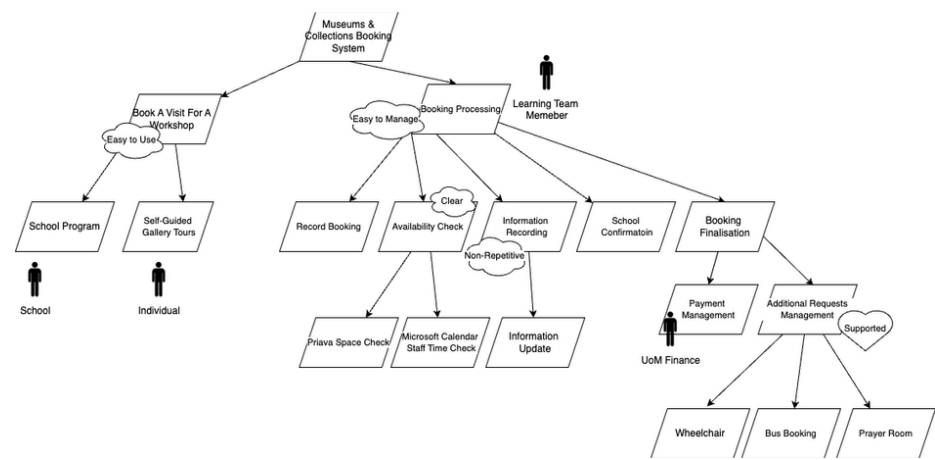 Museums &
Collections Booking
System
Book A Visit For A
Workshop
Easy to Use
Booking Processing
Easy to Manage
Learning Team
Memeber
School Program
Self-Guided
Gallery Tours
Record Booking
Clear
Availability Check
Information
Recording
Non-Repetitive
School
Confirmatoin
Booking
Finalisation
School
Individual
Priava Space Check
Microsoft Calendar
Staff Time Check
Information
Update
Payment
Management
UoM Finance
Additional Requests
Management
Supported
Wheelchair
Bus Booking
Prayer Room